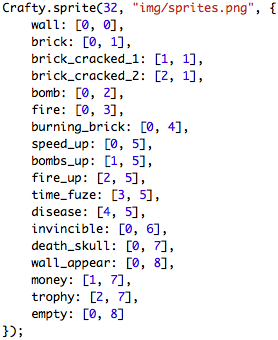 Crafty.sprite(32, "img/sprites.png", {
    wall: [0, 0],
    brick: [0, 1],
    brick_cracked_1: [1, 1],
    brick_cracked_2: [2, 1],
    bomb: [0, 2],
    fire: [0, 3],
    burning_brick: [0, 4],
    speed_up: [0, 5],
    bombs_up: [1, 5],
    fire_up: [2, 5],
    time_fuze: [3, 5],
    disease: [4, 5],
    invincible: [0, 6],
    death_skull: [0, 7],
    wall_appear: [0, 8],
    money: [1, 7],
    trophy: [2, 7],
    empty: [0, 8]
});